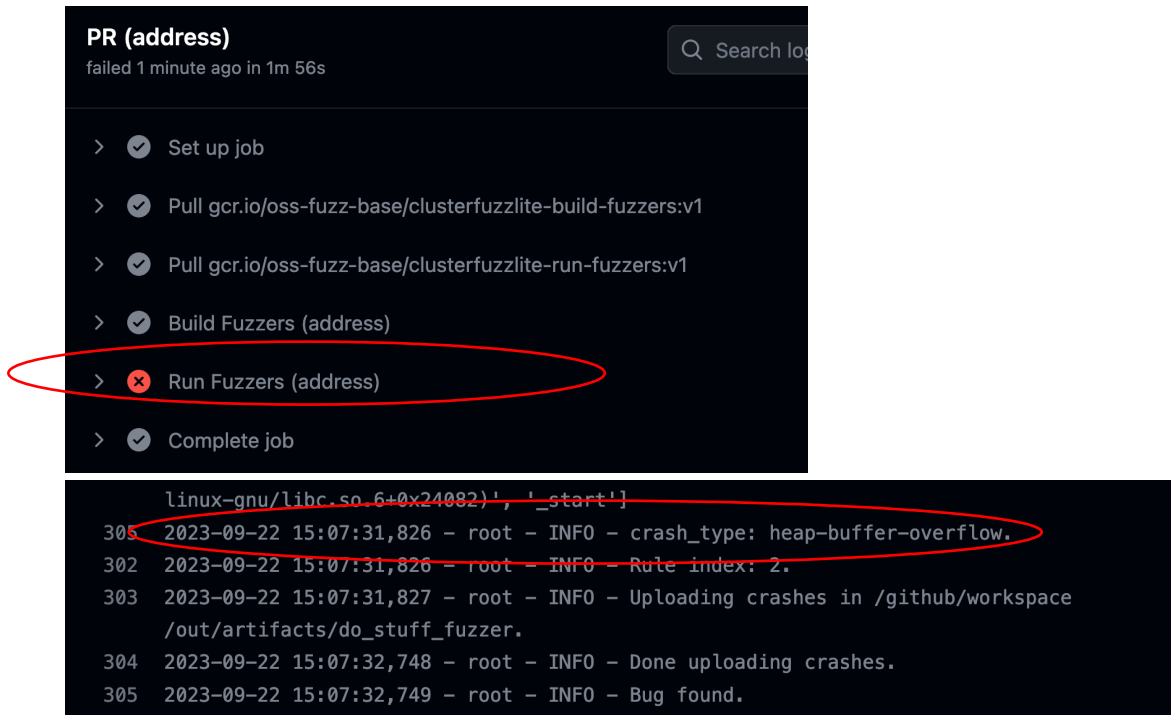 PR (address)
failed 1 minute ago in 1m 56s
Search log
Set up job
Pull gcr.io/oss-fuzz-base/clusterfuzzlite-build-fuzzers:v1
Pull gcr.io/oss-fuzz-base/clusterfuzzlite-run-fuzzers:v1
Build Fuzzers (address)
Run Fuzzers (address)
Complete job
linux-gnu/libc.so.6+0x24082)', '_start']
305 2023-09-22 15:07:31,826 - root - INFO - crash_type: heap-buffer-overflow.
302 2023-09-22 15:07:31,826 - root - INFO - Rule index: 2.
303 2023-09-22 15:07:31,827 - root - INFO - Uploading crashes in /github/workspace
/out/artifacts/do_stuff_fuzzer.
304 2023-09-22 15:07:32,748 - root - INFO - Done uploading crashes.
305 2023-09-22 15:07:32,749 - root - INFO - Bug found.